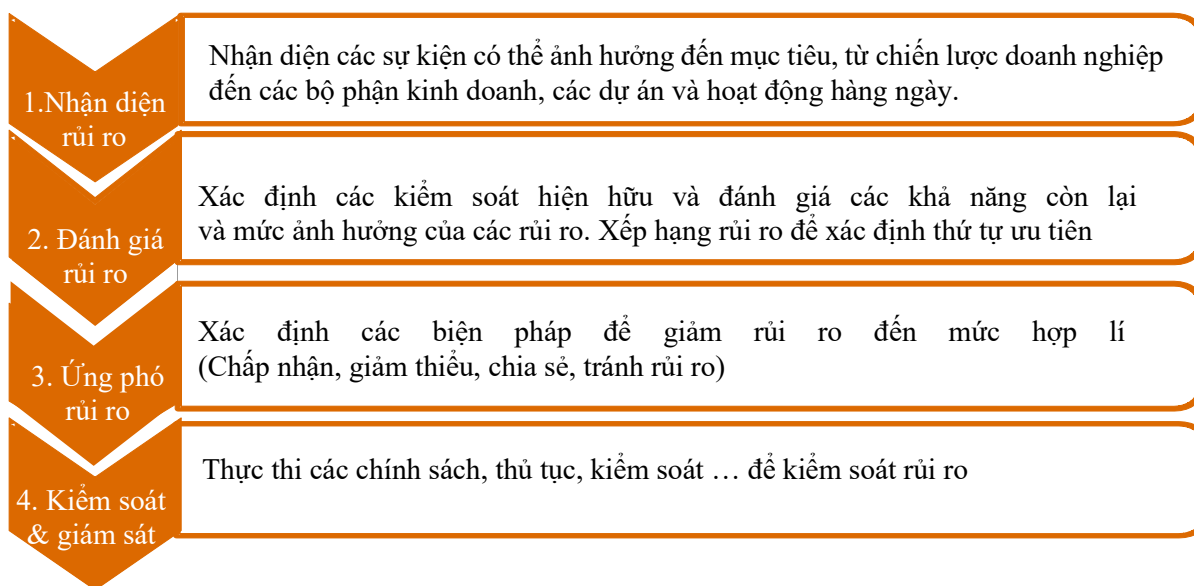 1.Nhận diện
rủi ro
Nhận diện các sự kiện có thể ảnh hưởng đến mục tiêu, từ chiến lược doanh nghiệp
đến các bộ phận kinh doanh, các dự án và hoạt động hàng ngày.
2. Đánh giá
rủi ro
Xác định các kiểm soát hiện hữu và đánh giá các khả năng còn lại
và mức ảnh hưởng của các rủi ro. Xếp hạng rủi ro để xác định thứ tự ưu tiên
3. Ứng phó
rủi ro
Xác định các biện pháp để giảm rủi ro đến mức hợp lí
(Chấp nhận, giảm thiểu, chia sẻ, tránh rủi ro)
4. Kiểm soát
& giám sát
Thực thi các chính sách, thủ tục, kiểm soát … để kiểm soát rủi ro